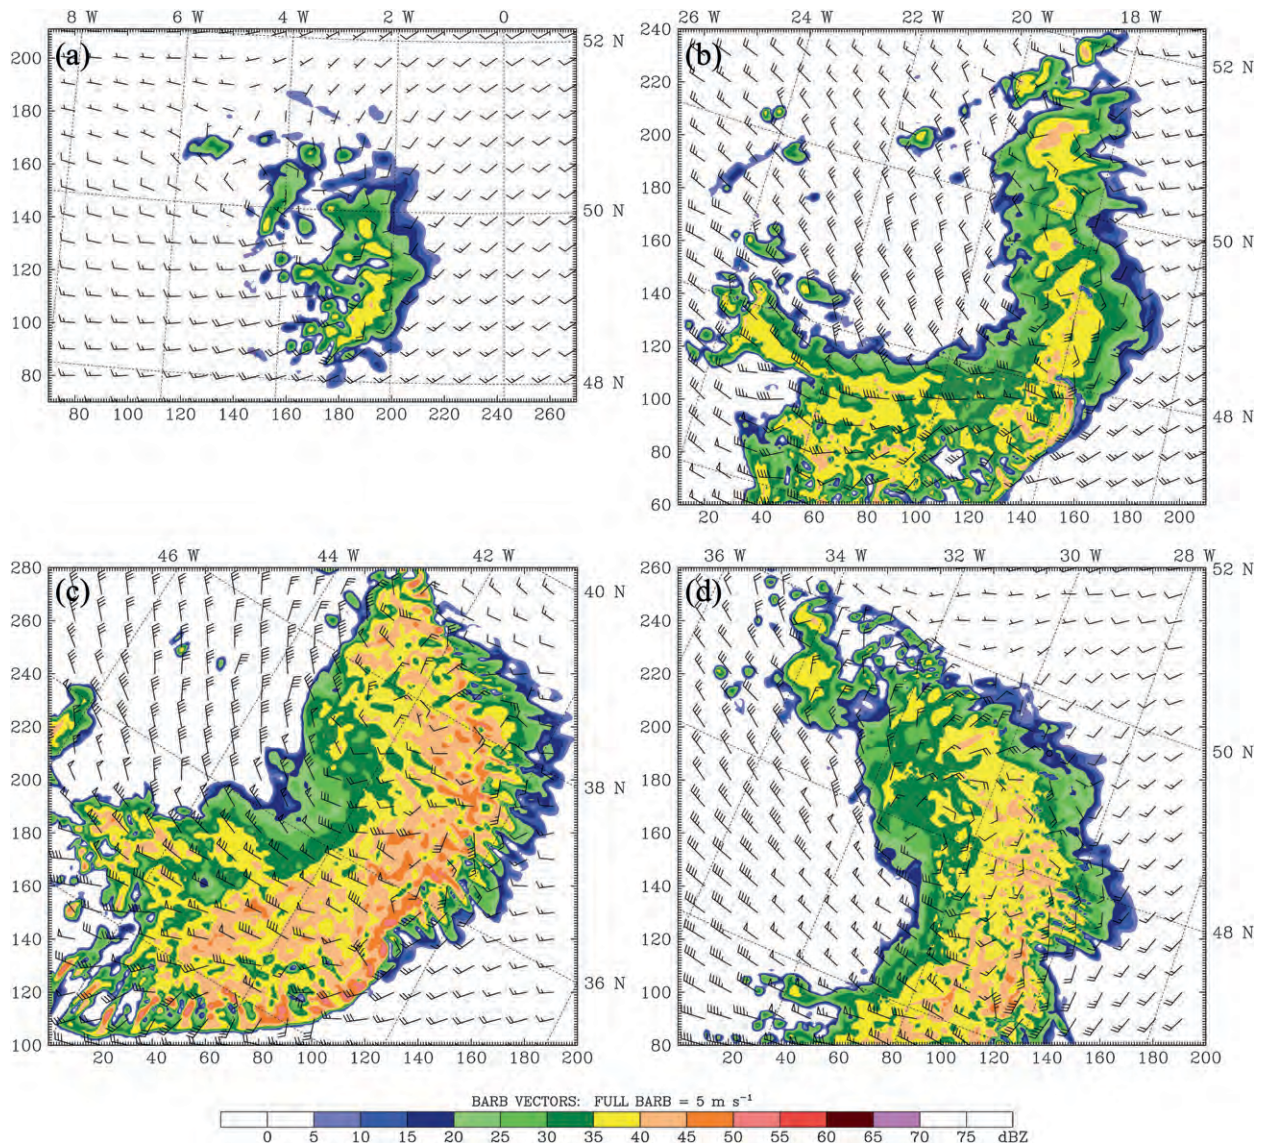 8 W 6 W 4 W 2 W 0
(a)
52 N
50 N
48 N
210
200
180
160
140
120
100
80
80 100 120 140 160 180 200 220 240 260
26 W 24 W 22 W 20 W 18 W
(b)
52 N
50 N
48 N
240
220
200
180
160
140
120
100
80
60
20 40 60 80 100 120 140 160 180 200 210
46 W 44 W 42 W
(c)
40 N
38 N
36 N
280
260
240
220
200
180
160
140
120
100
20 40 60 80 100 120 140 160 180 200
36 W 34 W 32 W 30 W 28 W
(d)
52 N
50 N
48 N
260
240
220
200
180
160
140
120
100
80
20 40 60 80 100 120 140 160 180 200
BARB VECTORS: FULL BARB = 5 m s⁻¹
0 5 10 15 20 25 30 35 40 45 50 55 60 65 70 75 dBZ